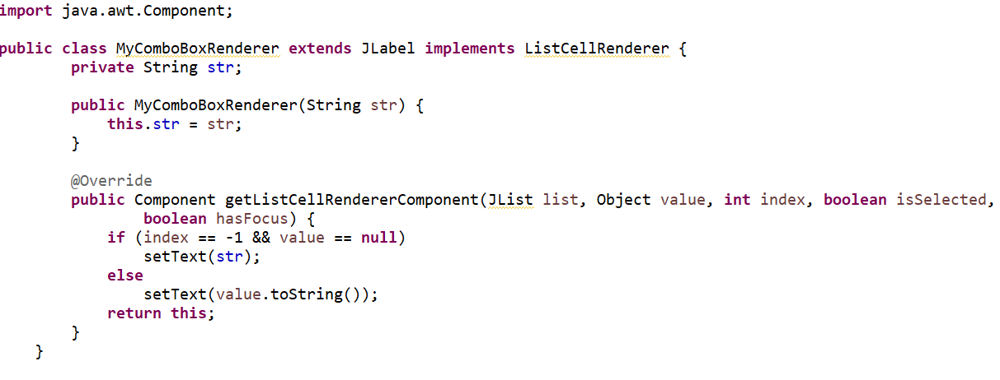 import java.awt.Component;
public class MyComboBoxRenderer extends JLabel implements ListCellRenderer {
private String str;
public MyComboBoxRenderer(String str) {
this.str = str;
}
@Override
public Component getListCellRendererComponent(JList list, Object value, int index, boolean isSelected,
boolean hasFocus) {
if (index == -1 && value == null)
setText(str);
else
setText(value.toString());
return this;
}
}